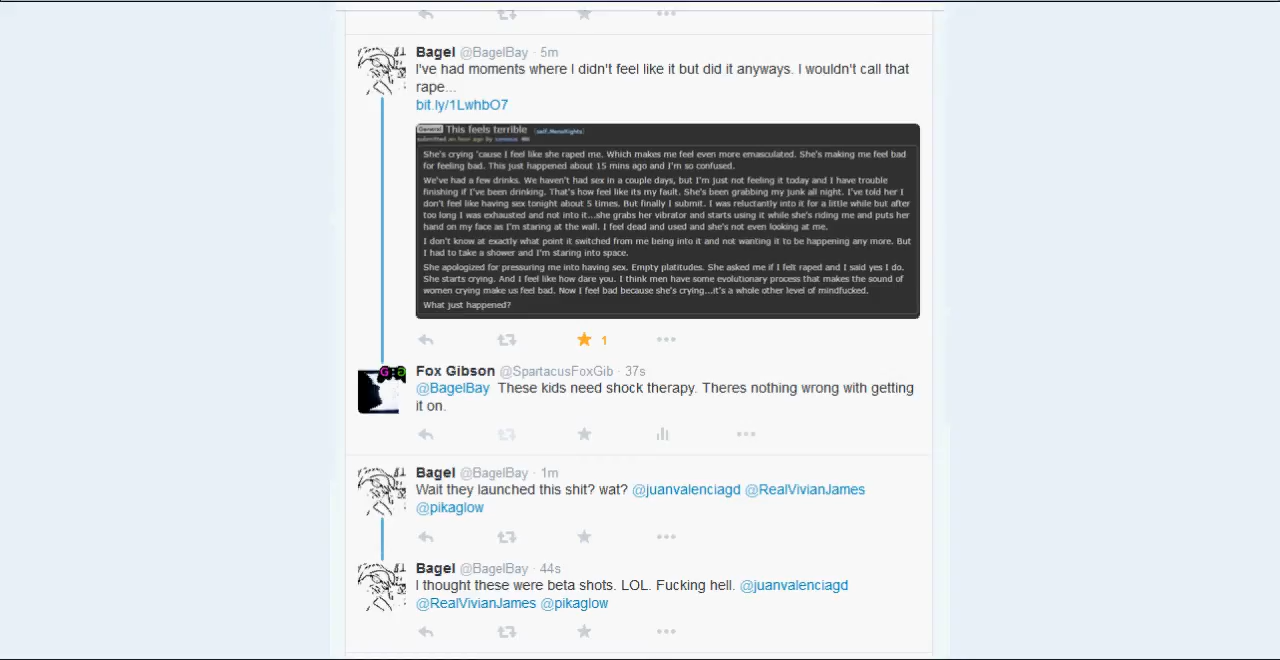 Bagel @BagelBay · 5m
I've had moments where I didn't feel like it but did it anyways. I wouldn't call that
rape...
bit.ly/1LwhbO7
General This feels terrible (self.MensRights)
submitted an hour ago by
She's crying 'cause I feel like she raped me. Which makes me feel even more emasculated. She's making me feel bad
for feeling bad. This just happened about 15 mins ago and I'm so confused.
We've had a few drinks. We haven't had sex in a couple days, but I'm just not feeling it today and I have trouble
finishing if I've been drinking. That's how feel like its my fault. She's been grabbing my junk all night. I've told her I
don't feel like having sex tonight about 5 times. But finally I submit. I was reluctantly into it for a little while but after
too long I was exhausted and not into it...she grabs her vibrator and starts using it while she's riding me and puts her
hand on my face as I'm staring at the wall. I feel dead and used and she's not even looking at me.
I don't know at exactly what point it switched from me being into it and not wanting it to be happening any more. But
I had to take a shower and I'm staring into space.
She apologized for pressuring me into having sex. Empty platitudes. She asked me if I felt raped and I said yes I do.
She starts crying. And I feel like how dare you. I think men have some evolutionary process that makes the sound of
women crying make us feel bad. Now I feel bad because she's crying...it's a whole other level of mindfucked.
What just happened?
1
Fox Gibson @SpartacusFoxGib · 37s
@BagelBay These kids need shock therapy. Theres nothing wrong with getting
it on.
Bagel @BagelBay · 1m
Wait they launched this shit? wat? @juanvalenciagd @RealVivianJames
@pikaglow
Bagel @BagelBay · 44s
I thought these were beta shots. LOL. Fucking hell. @juanvalenciagd
@RealVivianJames @pikaglow